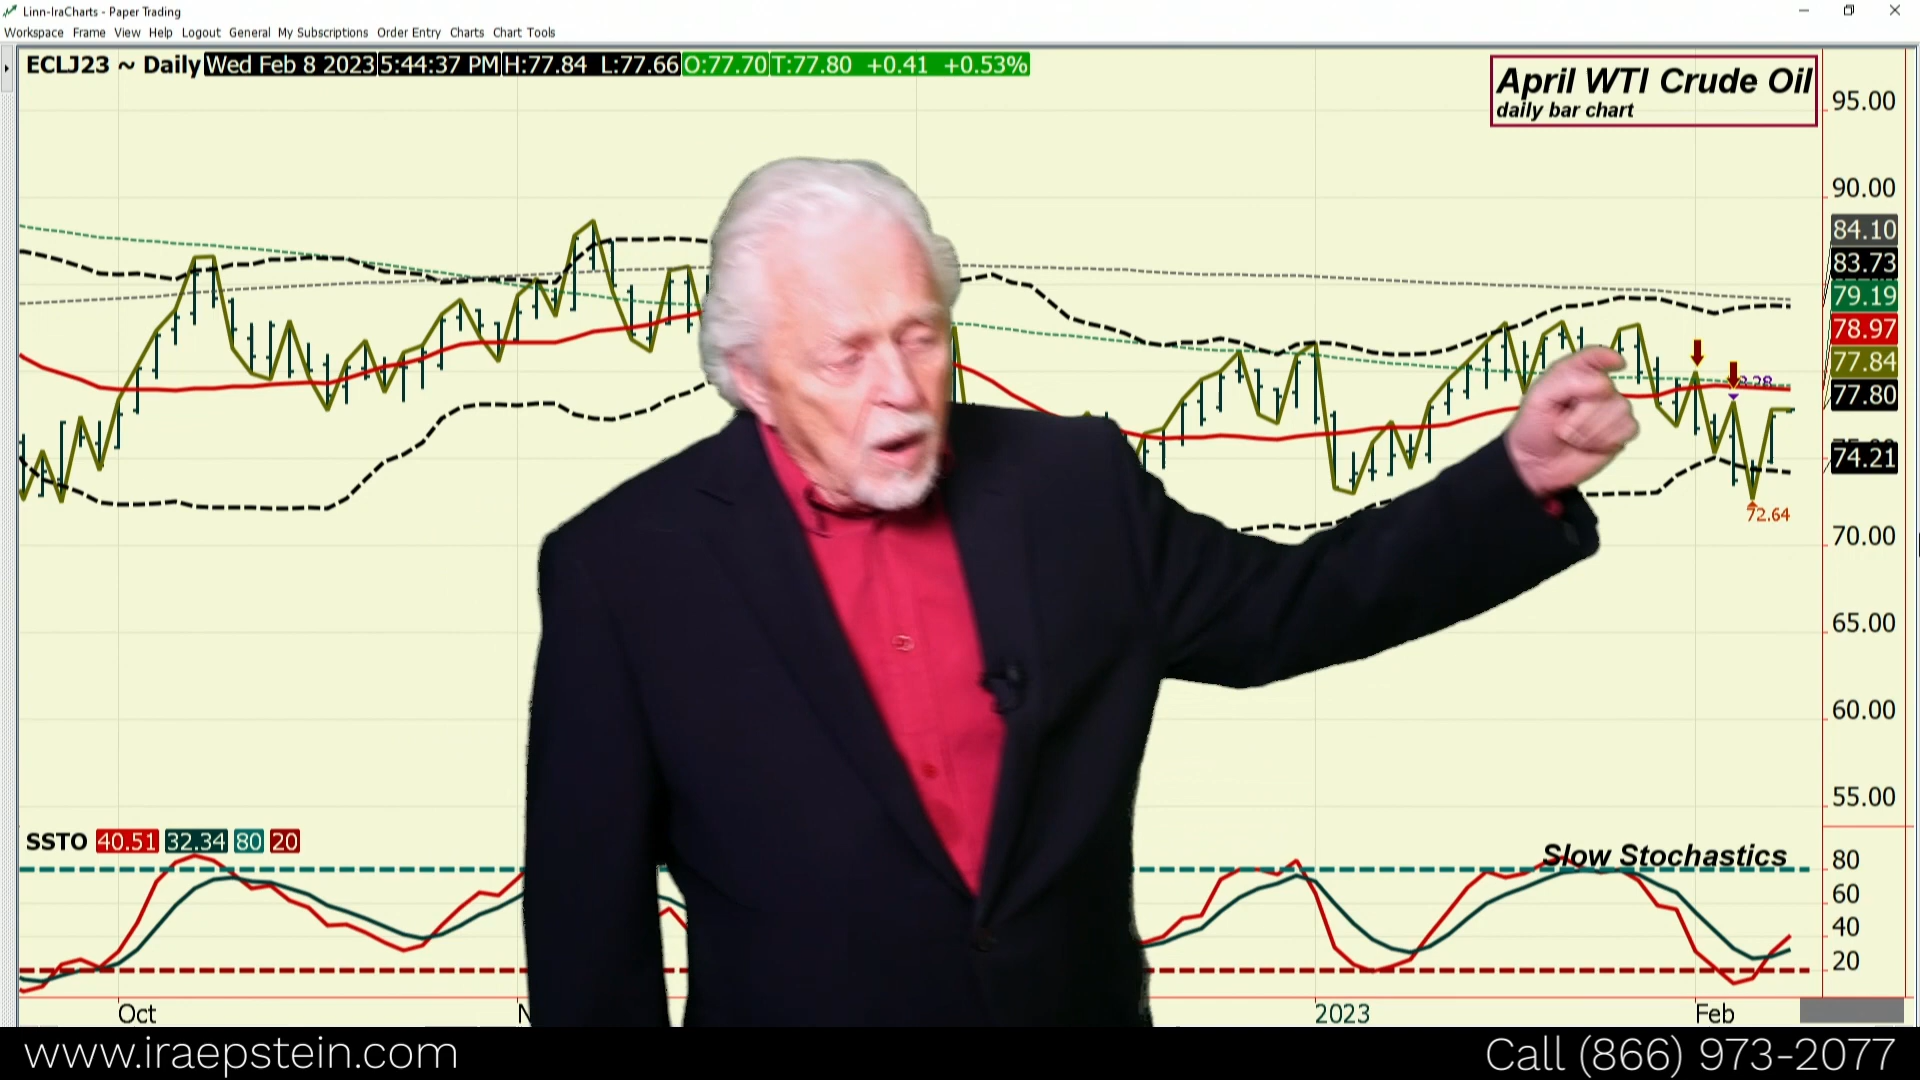 Linn-IraCharts - Paper Trading
Workspace Frame View Help Logout General My Subscriptions Order Entry Charts Chart Tools
ECLJ23 ~ Daily Wed Feb 8 2023 5:44:37 PM H:77.84 L:77.66 O:77.70 T:77.80 +0.41 +0.53%
April WTI Crude Oil
daily bar chart
95.00
90.00
84.10
83.73
79.19
78.97
77.84
77.80
74.21
72.64
70.00
65.00
60.00
55.00
SSTO 40.51 32.34 80 20
Slow Stochastics
80
60
40
20
Oct
2023
Feb
www.iraepstein.com
Call (866) 973-2077